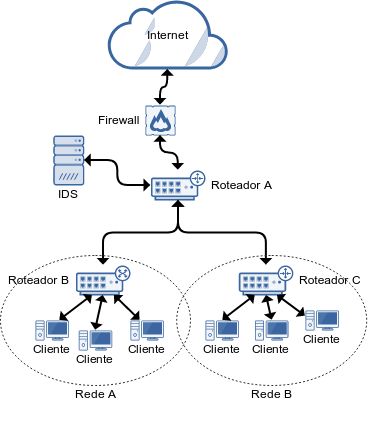 Internet
Firewall
IDS
Roteador A
Roteador B
Roteador C
Cliente
Cliente
Cliente
Cliente
Cliente
Cliente
Rede A
Rede B